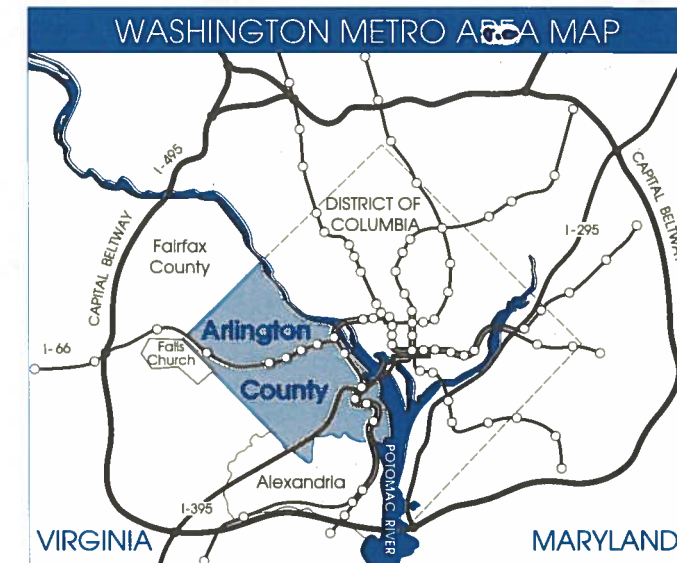 WASHINGTON METRO AREA MAP
I-495
CAPITAL BELTWAY
DISTRICT OF
COLUMBIA
I-295
CAPITAL BELTWAY
Fairfax
County
Arlington
County
I-66
Falls
Church
Alexandria
I-395
POTOMAC RIVER
VIRGINIA
MARYLAND